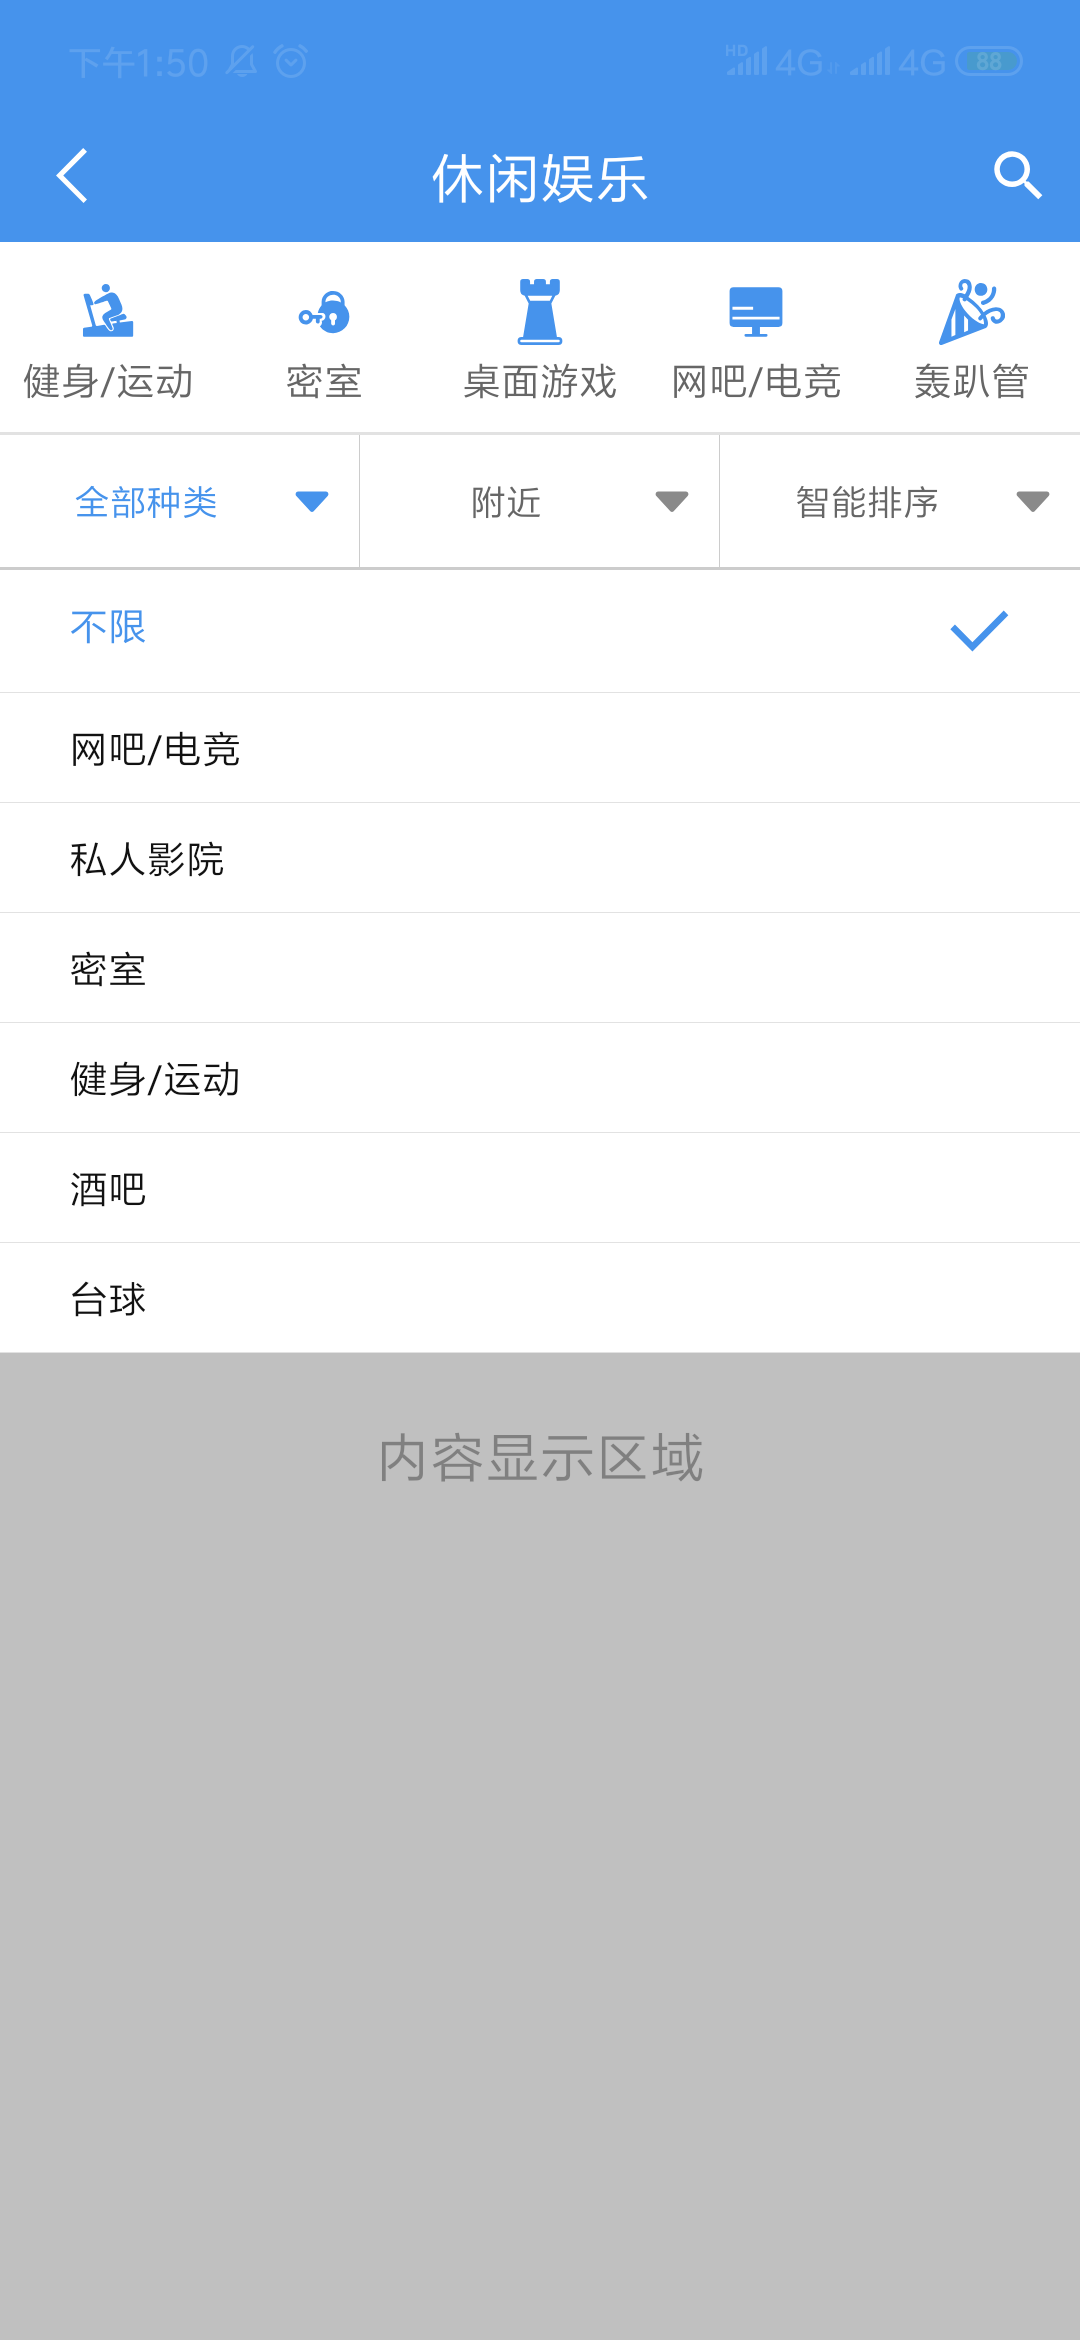 下午1:50 HD 4G 4G 88
休闲娱乐
健身/运动 密室 桌面游戏 网吧/电竞 轰趴管
全部种类 附近 智能排序
不限
网吧/电竞
私人影院
密室
健身/运动
酒吧
台球
内容显示区域